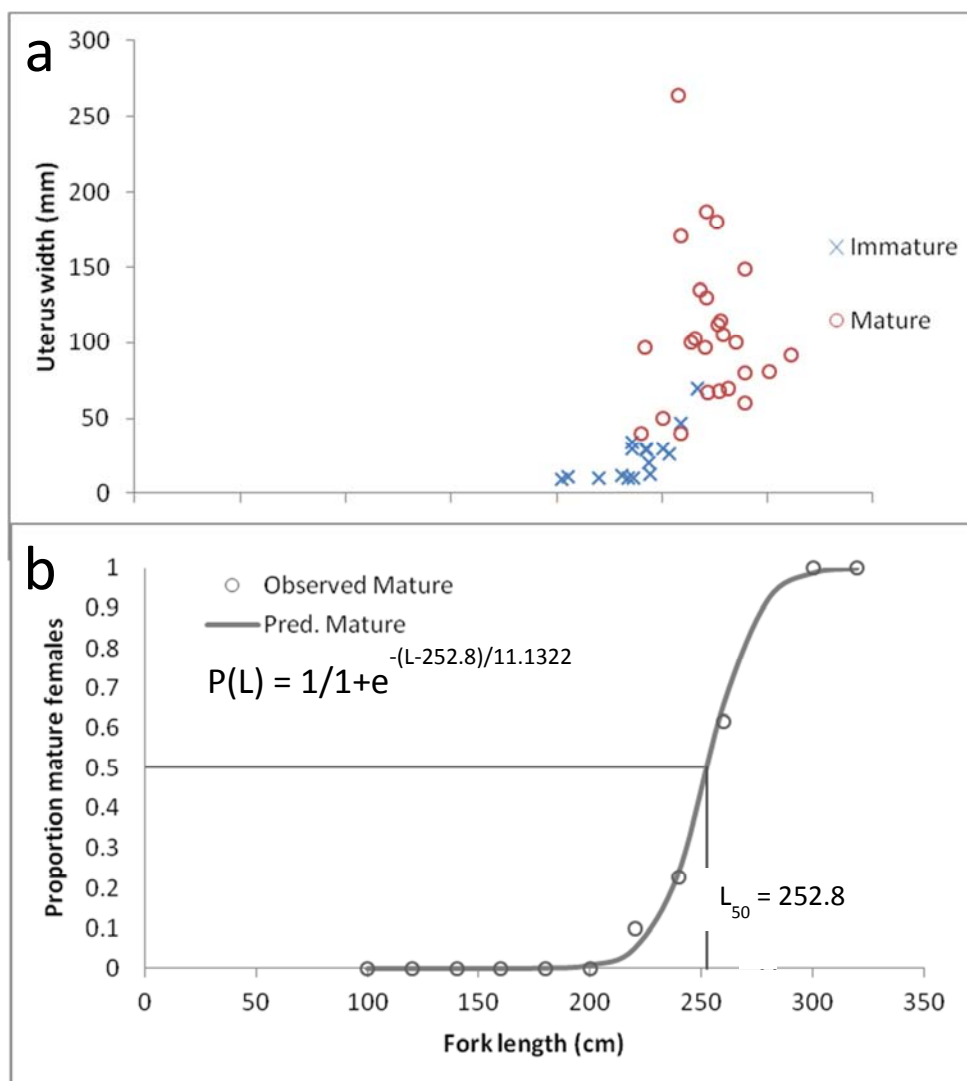 a
300
250
200
150
100
50
0
Uterus width (mm)
Immature
Mature
b
1
0.9
0.8
0.7
0.6
0.5
0.4
0.3
0.2
0.1
0
Proportion mature females
Observed Mature
Pred. Mature
P(L) = 1/1+e^-(L-252.8)/11.1322
L₅₀ = 252.8
0 50 100 150 200 250 300 350
Fork length (cm)